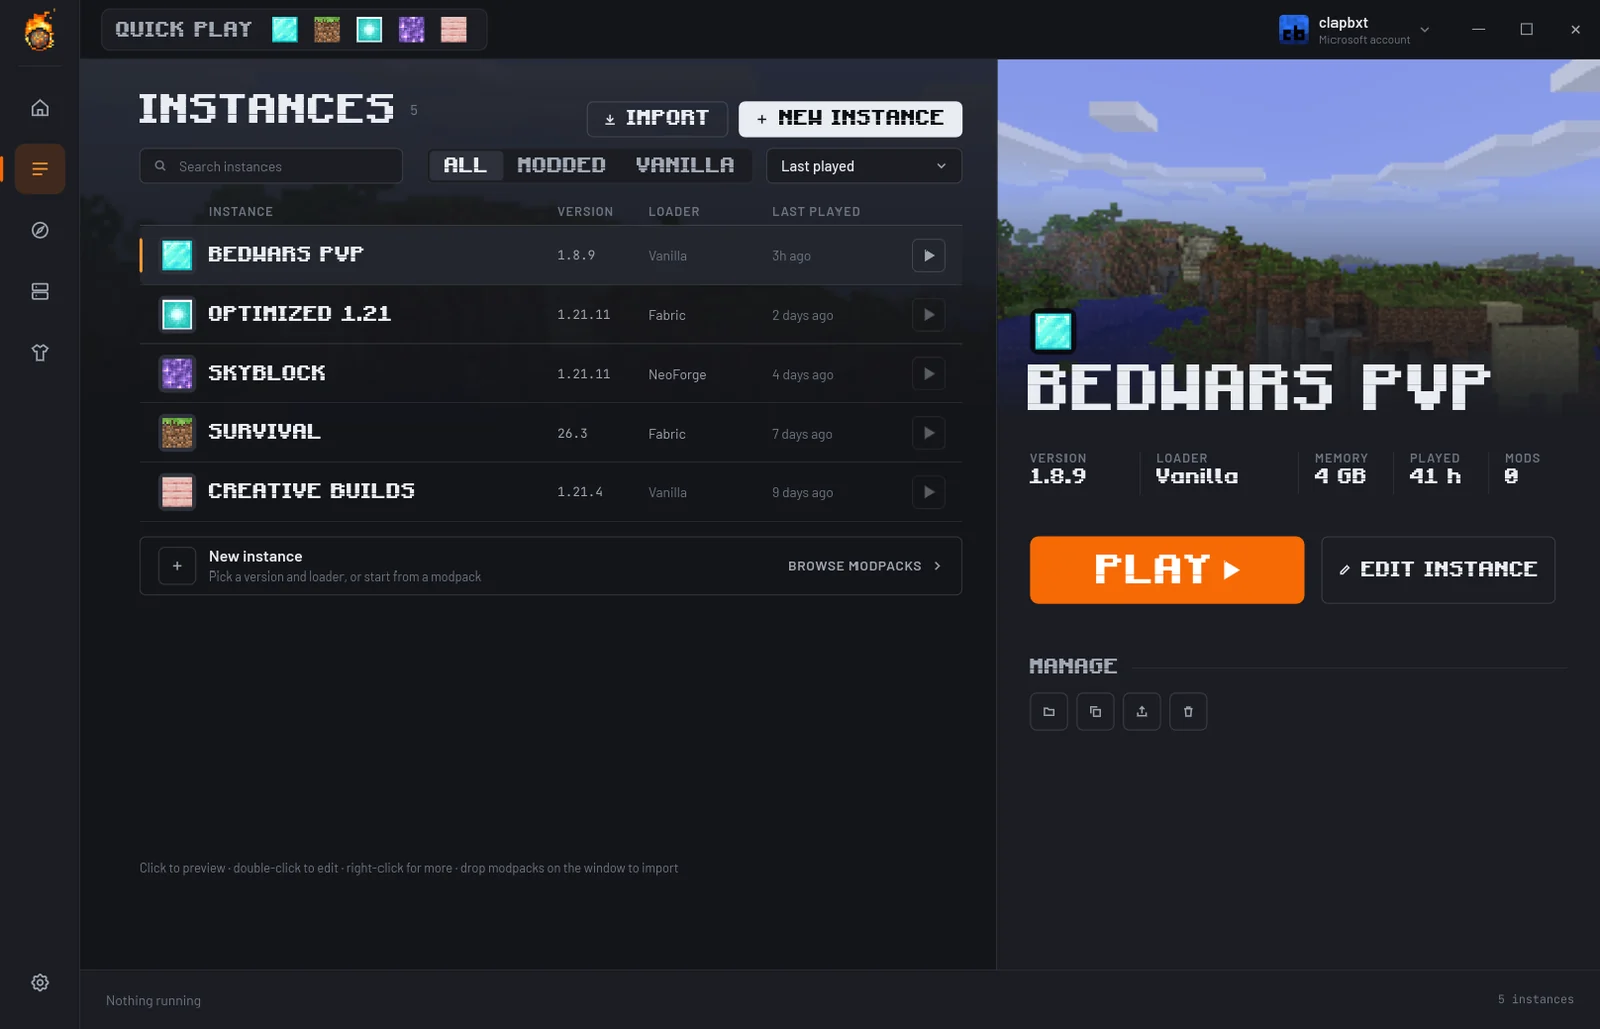 QUICK PLAY
clapbxt
Microsoft account
INSTANCES 5
IMPORT
+ NEW INSTANCE
Search instances
ALL MODDED VANILLA
Last played
INSTANCE VERSION LOADER LAST PLAYED
BEDWARS PVP 1.8.9 Vanilla 3h ago
OPTIMIZED 1.21 1.21.11 Fabric 2 days ago
SKYBLOCK 1.21.11 NeoForge 4 days ago
SURVIVAL 26.3 Fabric 7 days ago
CREATIVE BUILDS 1.21.4 Vanilla 9 days ago
New instance
Pick a version and loader, or start from a modpack
BROWSE MODPACKS
Click to preview · double-click to edit · right-click for more · drop modpacks on the window to import
BEDWARS PVP
VERSION LOADER MEMORY PLAYED MODS
1.8.9 Vanilla 4 GB 41 h 0
PLAY
EDIT INSTANCE
MANAGE
Nothing running
5 instances